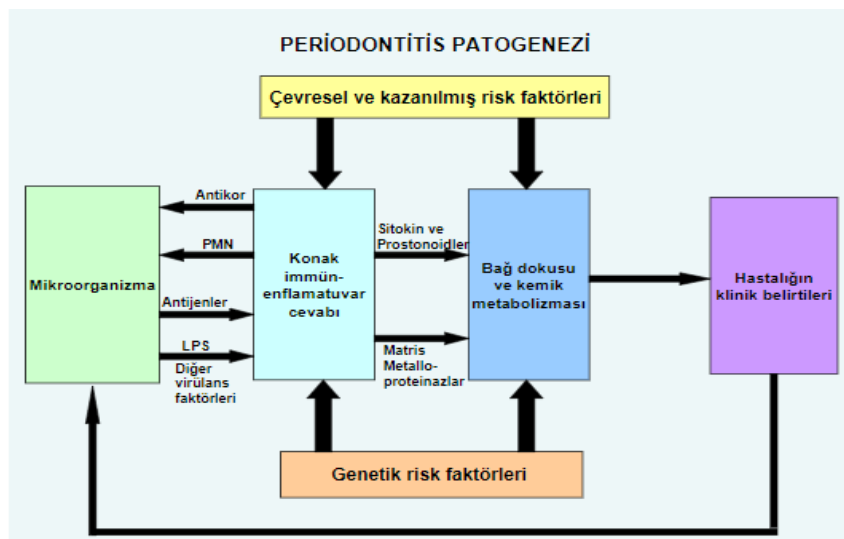 PERİODONTİTİS PATOGENEZİ
Çevresel ve kazanılmış risk faktörleri
Mikroorganizma
Antikor
PMN
Antijenler
LPS
Diğer
virülans
faktörleri
Konak
immün-
enflamatuvar
cevabı
Sitokin ve
Prostonoidler
Matris
Metallo-
proteinazlar
Bağ dokusu
ve kemik
metabolizması
Hastalığın
klinik belirtileri
Genetik risk faktörleri